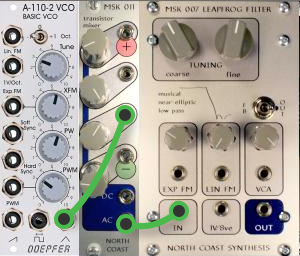 A-110-2 VCO
BASIC VCO
+1 Oct.
-1
Lin. FM
Tune
1V/Oct.
Exp. FM
XFM
Soft
Sync
PW
Hard
Sync
PWM
PWM
DOEPFER
MSK 011
transistor
mixer
+
-
DC
AC
NORTH
COAST
MSK 007 LEAPFROG FILTER
TUNING
coarse
fine
musical
near-elliptic
low pass
EXP FM
LIN FM
VCA
IN
1V/8ve
OUT
NORTH COAST SYNTHESIS